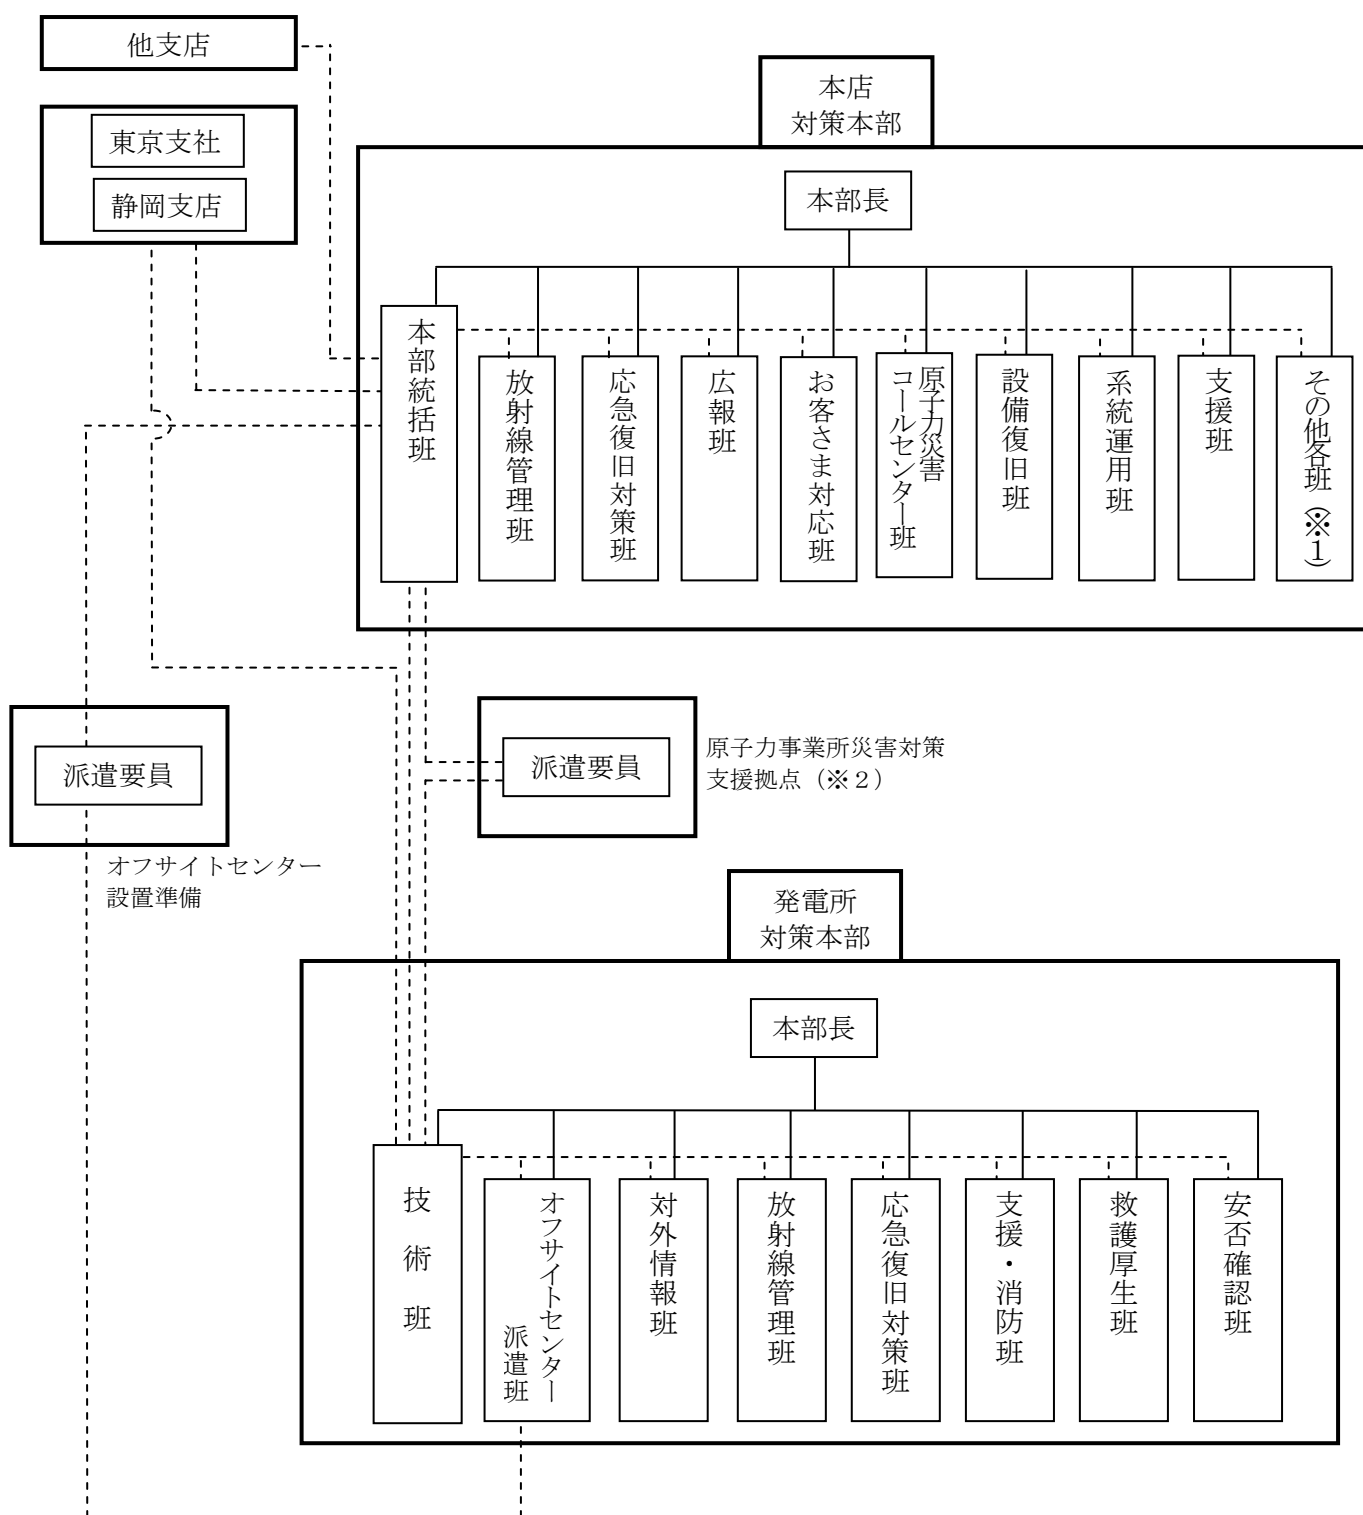 他支店
東京支社
静岡支店
本店
対策本部
本部長
本部統括班
放射線管理班
応急復旧対策班
広報班
お客さま対応班
原子力災害
コールセンター班
設備復旧班
系統運用班
支援班
その他各班（※１）
派遣要員
オフサイトセンター
設置準備
派遣要員
原子力事業所災害対策
支援拠点（※２）
発電所
対策本部
本部長
技術班
オフサイトセンター
派遣班
対外情報班
放射線管理班
応急復旧対策班
支援・消防班
救護厚生班
安否確認班